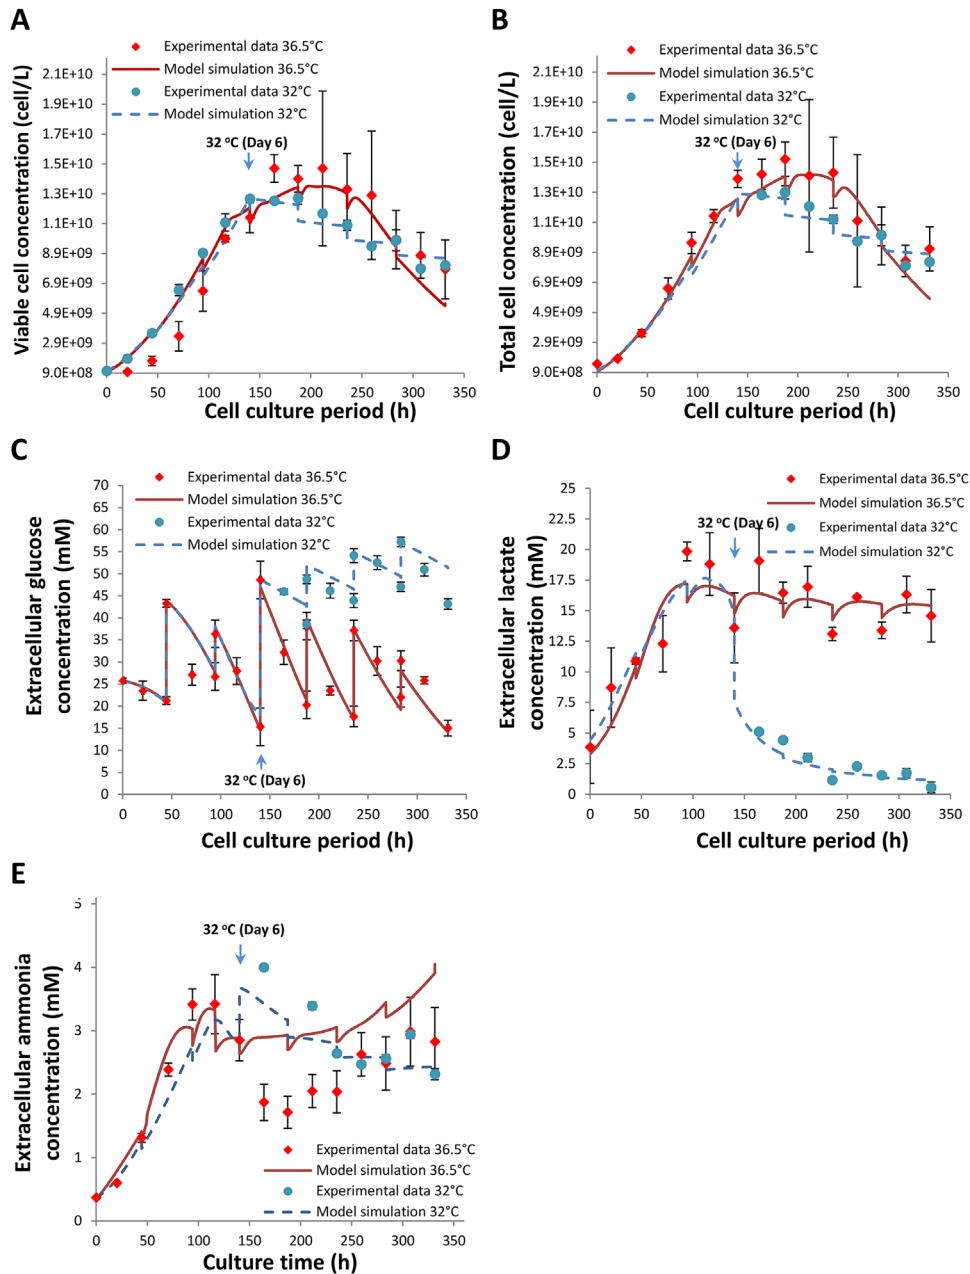 A
Experimental data 36.5°C
Model simulation 36.5°C
Experimental data 32°C
Model simulation 32°C
32 ºC (Day 6)
Viable cell concentration (cell/L)
2.1E+10
1.9E+10
1.7E+10
1.5E+10
1.3E+10
1.1E+10
8.9E+09
6.9E+09
4.9E+09
2.9E+09
9.0E+08
0
50
100
150
200
250
300
350
Cell culture period (h)
B
Experimental data 36.5°C
Model simulation 36.5°C
Experimental data 32°C
Model simulation 32°C
32 ºC (Day 6)
Total cell concentration (cell/L)
2.1E+10
1.9E+10
1.7E+10
1.5E+10
1.3E+10
1.1E+10
8.9E+09
6.9E+09
4.9E+09
2.9E+09
9.0E+08
0
50
100
150
200
250
300
350
Cell culture period (h)
C
Experimental data 36.5°C
Model simulation 36.5°C
Experimental data 32°C
Model simulation 32°C
Extracellular glucose
concentration (mM)
70
65
60
55
50
45
40
35
30
25
20
15
10
5
0
32 ºC (Day 6)
0
50
100
150
200
250
300
350
Cell culture period (h)
D
Experimental data 36.5°C
Model simulation 36.5°C
Experimental data 32°C
Model simulation 32°C
32 ºC (Day 6)
Extracellular lactate
concentration (mM)
25
22.5
20
17.5
15
12.5
10
7.5
5
2.5
0
0
50
100
150
200
250
300
350
Cell culture period (h)
E
32 ºC (Day 6)
Extracellular ammonia
concentration (mM)
5
4
3
2
1
0
Experimental data 36.5°C
Model simulation 36.5°C
Experimental data 32°C
Model simulation 32°C
0
50
100
150
200
250
300
350
Culture time (h)